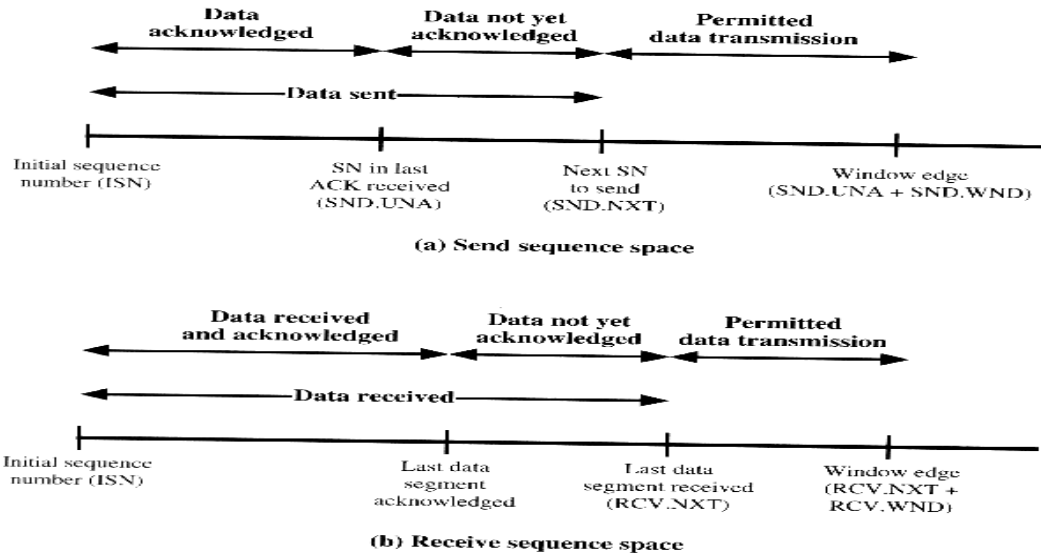 Data
acknowledged
Data not yet
acknowledged
Permitted
data transmission
Data sent
Initial sequence
number (ISN)
SN in last
ACK received
(SND.UNA)
Next SN
to send
(SND.NXT)
Window edge
(SND.UNA + SND.WND)
(a) Send sequence space
Data received
and acknowledged
Data not yet
acknowledged
Permitted
data transmission
Data received
Initial sequence
number (ISN)
Last data
segment acknowledged
Last data
segment received
(RCV.NXT)
Window edge
(RCV.NXT +
RCV.WND)
(b) Receive sequence space